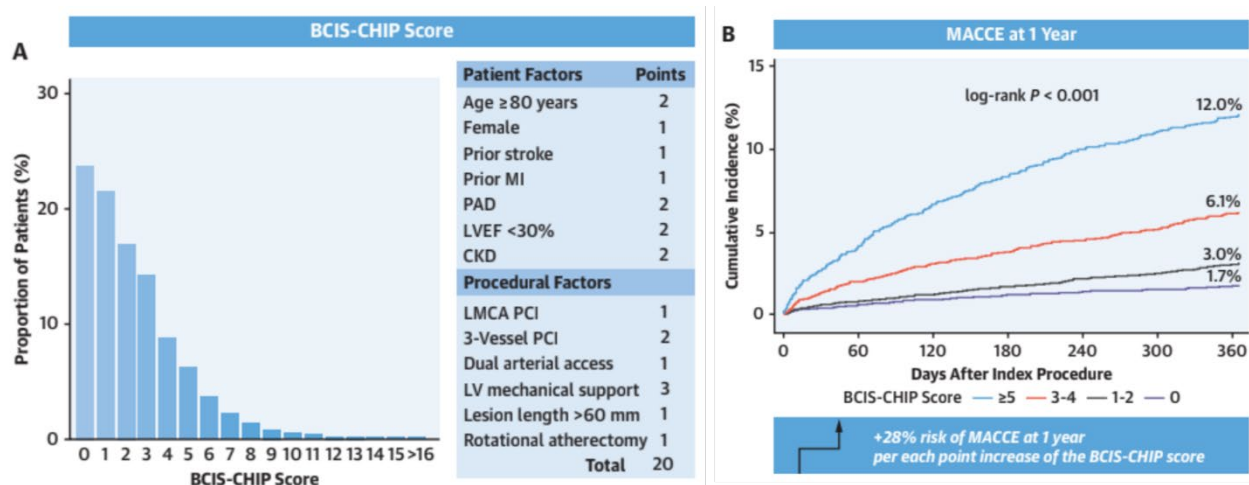 BCIS-CHIP Score
A
Proportion of Patients (%)
30
20
10
0
0 1 2 3 4 5 6 7 8 9 10 11 12 13 14 15 >16
BCIS-CHIP Score
Patient Factors Points
Age ≥80 years 2
Female 1
Prior stroke 1
Prior MI 1
PAD 2
LVEF <30% 2
CKD 2
Procedural Factors
LMCA PCI 1
3-Vessel PCI 2
Dual arterial access 1
LV mechanical support 3
Lesion length >60 mm 1
Rotational atherectomy 1
Total 20
B
MACCE at 1 Year
Cumulative Incidence (%)
15
10
5
0
log-rank P < 0.001
12.0%
6.1%
3.0%
1.7%
0 60 120 180 240 300 360
Days After Index Procedure
BCIS-CHIP Score ≥5 3-4 1-2 0
+28% risk of MACCE at 1 year
per each point increase of the BCIS-CHIP score